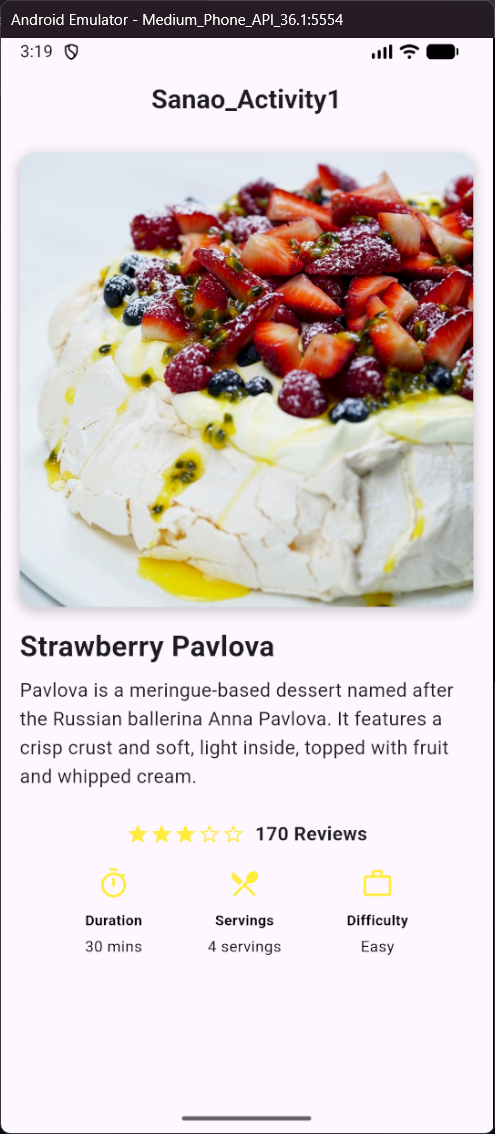 Android Emulator - Medium_Phone_API_36.1:5554
3:19
Sanao_Activity1
Strawberry Pavlova
Pavlova is a meringue-based dessert named after
the Russian ballerina Anna Pavlova. It features a
crisp crust and soft, light inside, topped with fruit
and whipped cream.
170 Reviews
Duration Servings Difficulty
30 mins 4 servings Easy